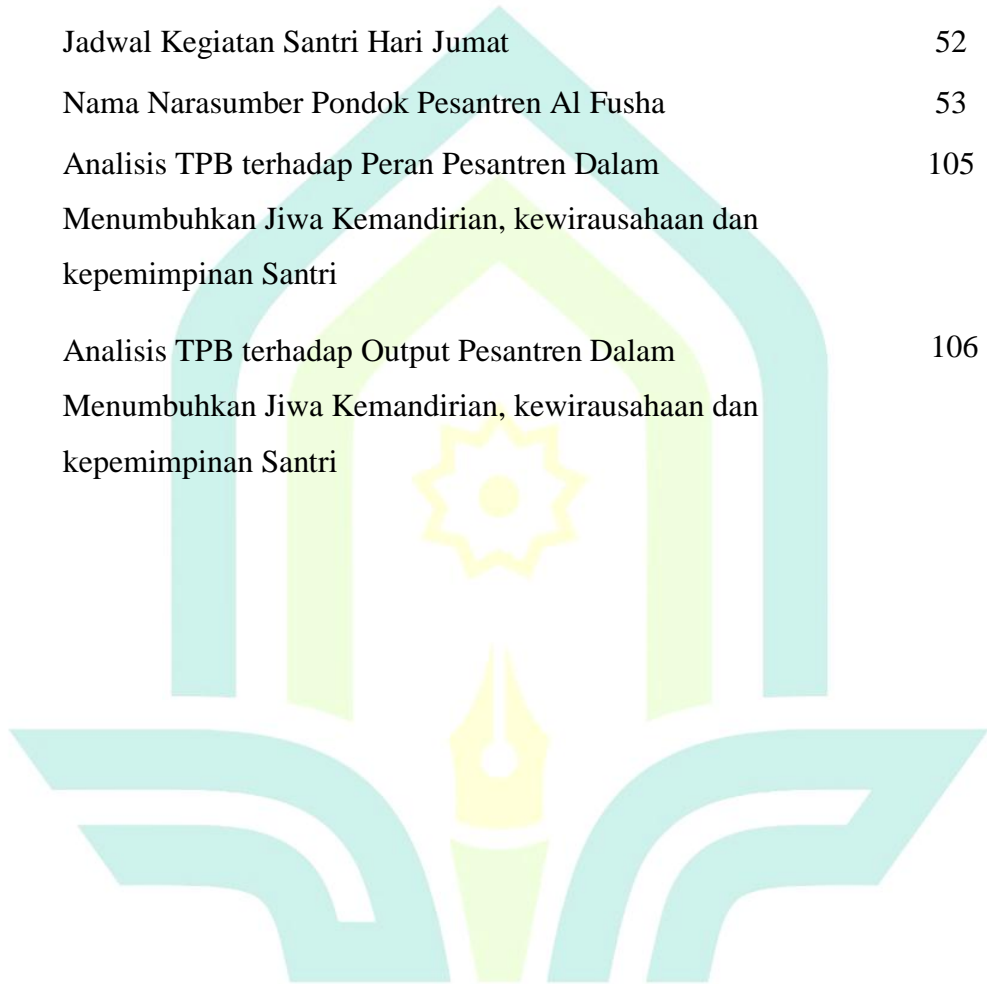 Jadwal Kegiatan Santri Hari Jumat 52
Nama Narasumber Pondok Pesantren Al Fusha 53
Analisis TPB terhadap Peran Pesantren Dalam 105
Menumbuhkan Jiwa Kemandirian, kewirausahaan dan
kepemimpinan Santri
Analisis TPB terhadap Output Pesantren Dalam 106
Menumbuhkan Jiwa Kemandirian, kewirausahaan dan
kepemimpinan Santri